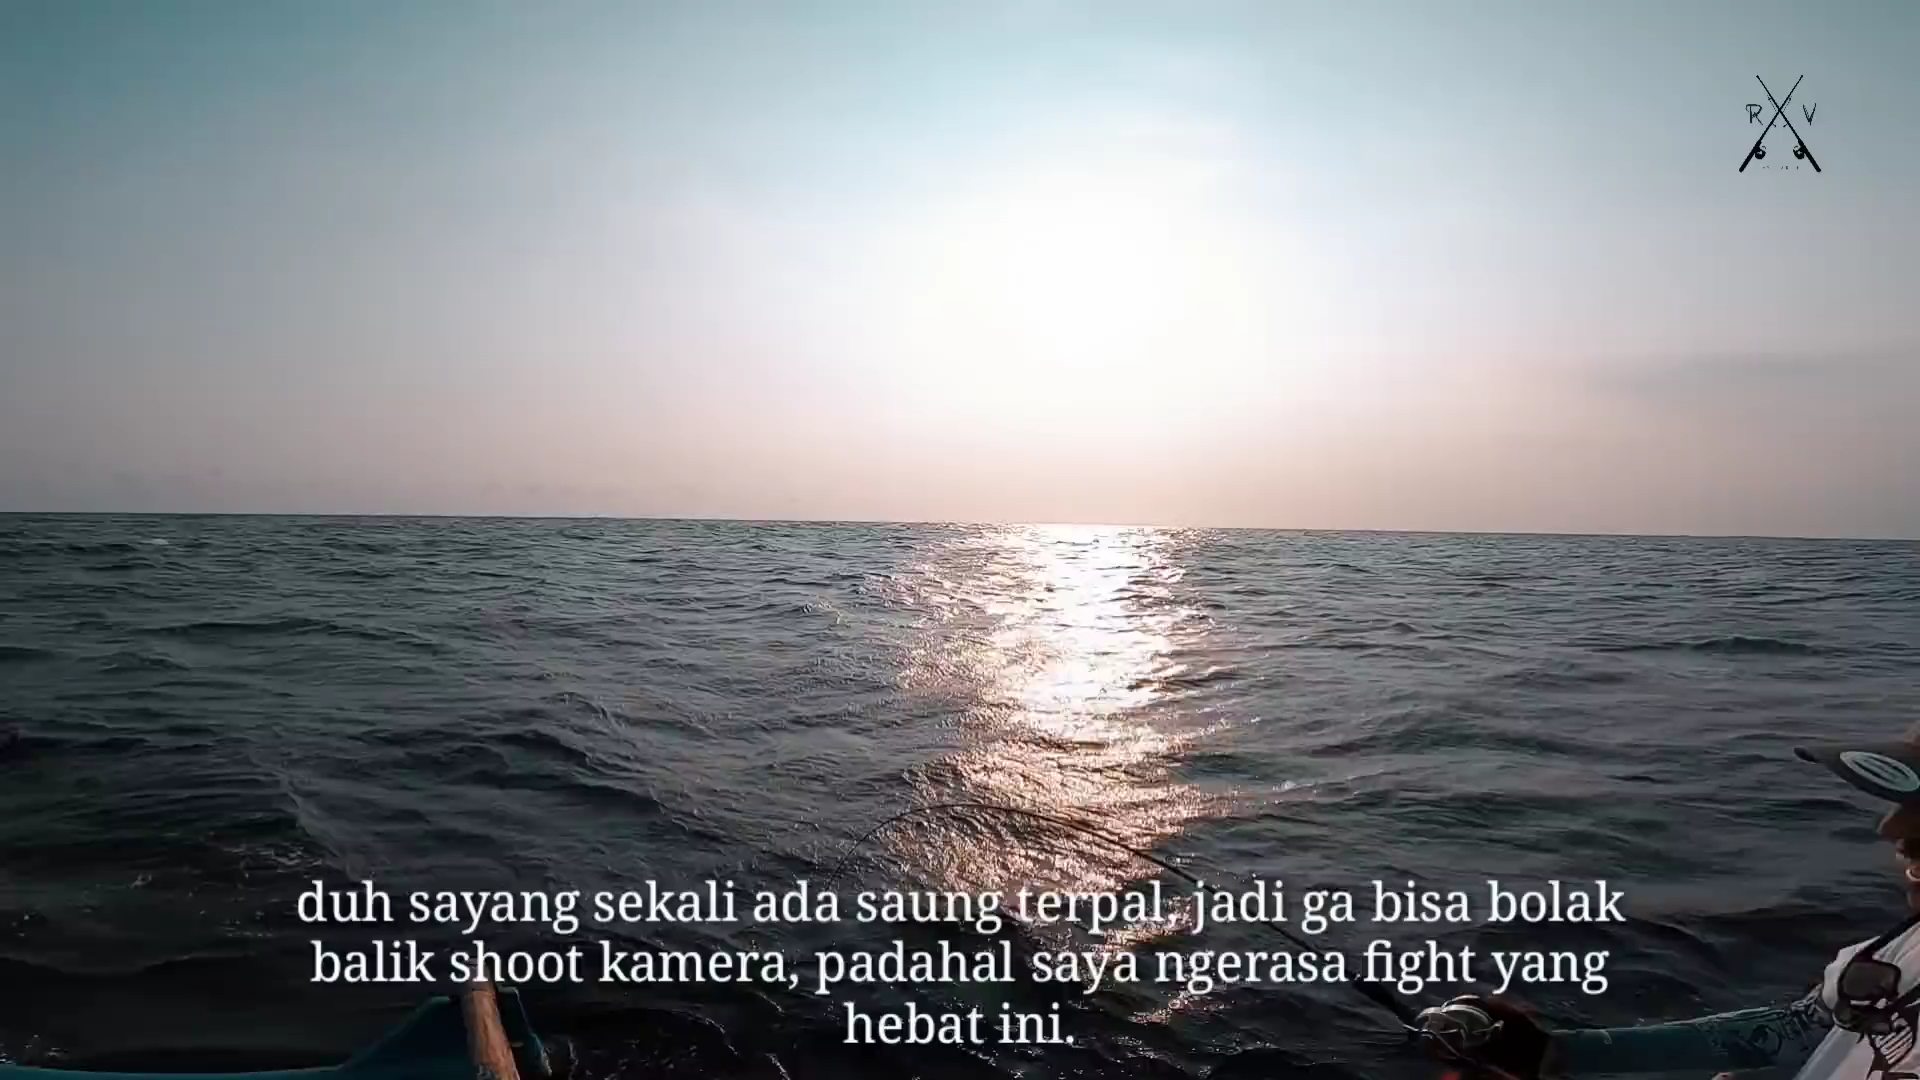 R V
duh sayang sekali ada saung terpal, jadi ga bisa bolak
balik shoot kamera, padahal saya ngerasa fight yang
hebat ini.